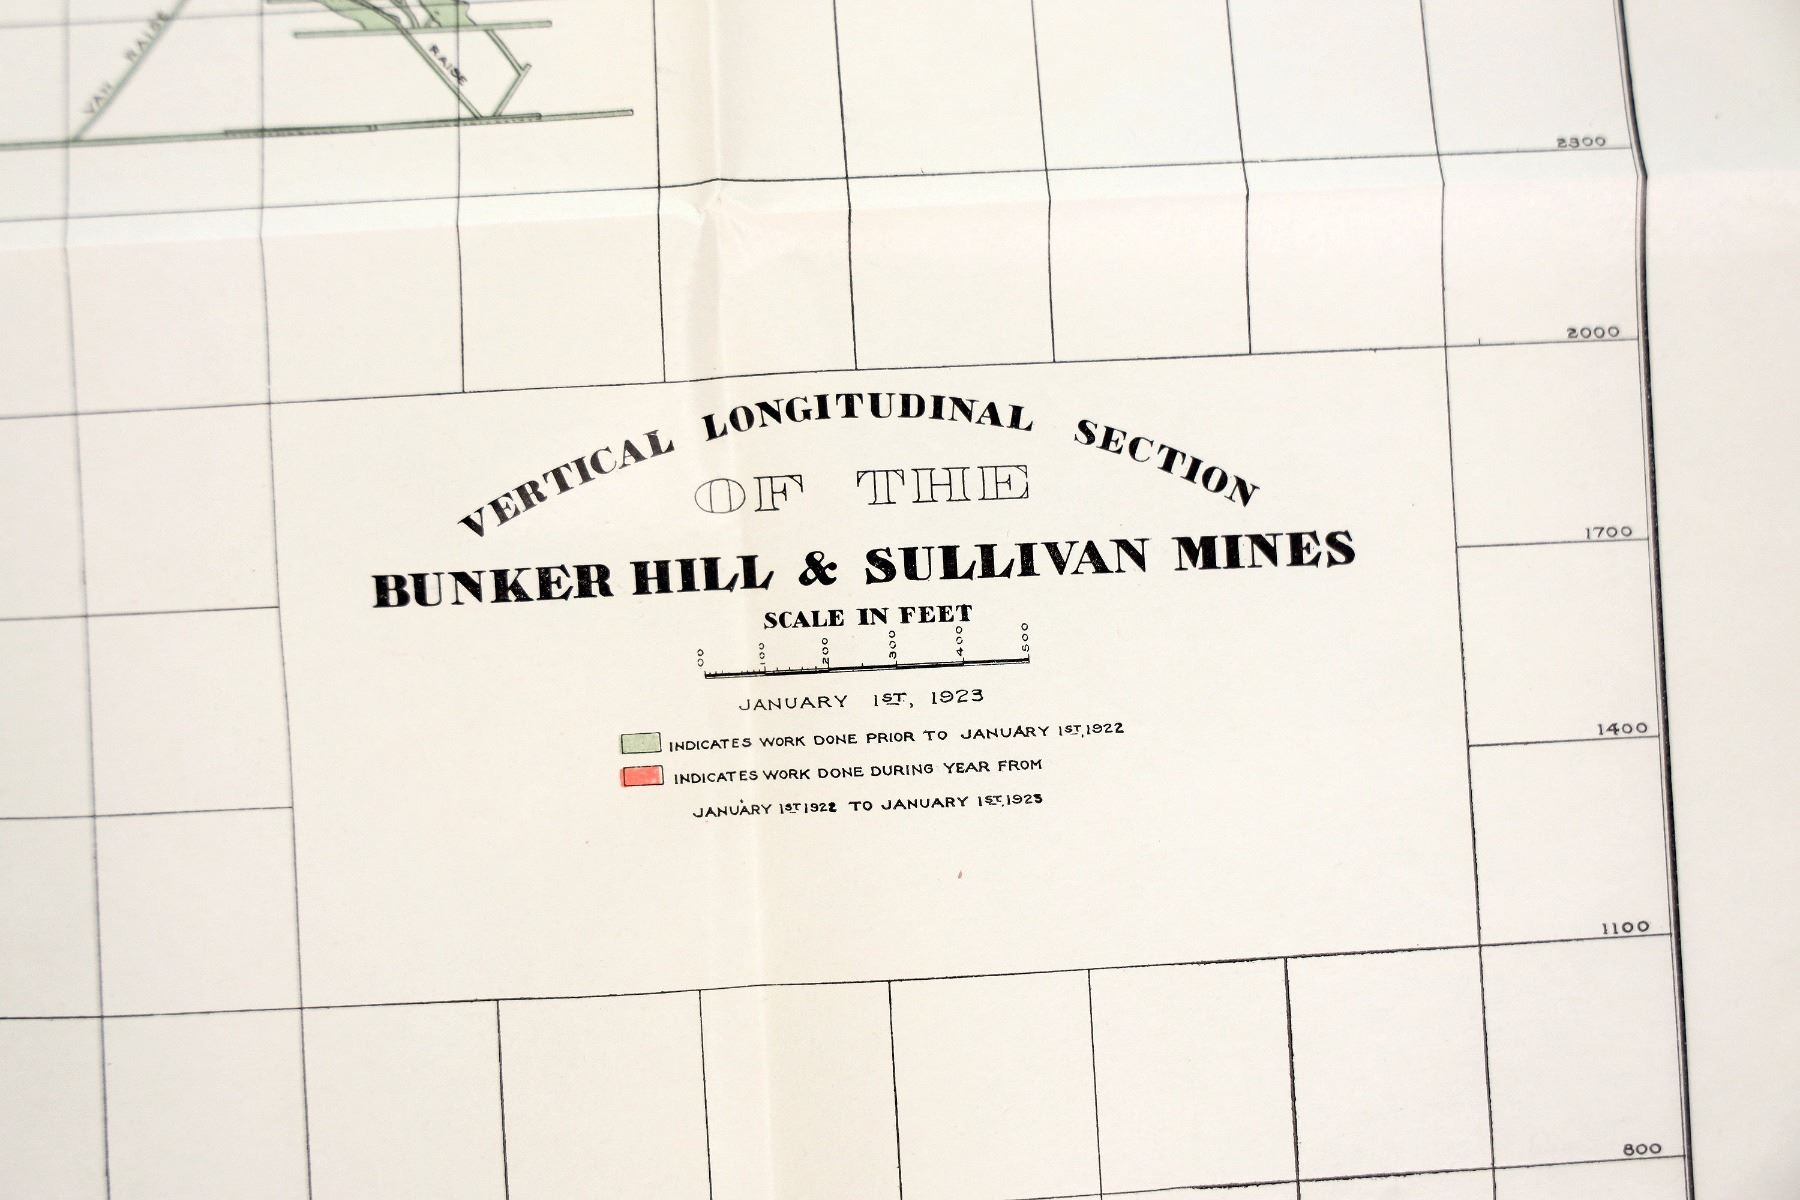 VAN RAISE
RAISE
2300
2000
VERTICAL LONGITUDINAL SECTION
OF THE
BUNKER HILL & SULLIVAN MINES
SCALE IN FEET
00 100 200 300 400 500
JANUARY 1ST, 1923
INDICATES WORK DONE PRIOR TO JANUARY 1ST, 1922
INDICATES WORK DONE DURING YEAR FROM
JANUARY 1ST 1922 TO JANUARY 1ST, 1923
1700
1400
1100
800